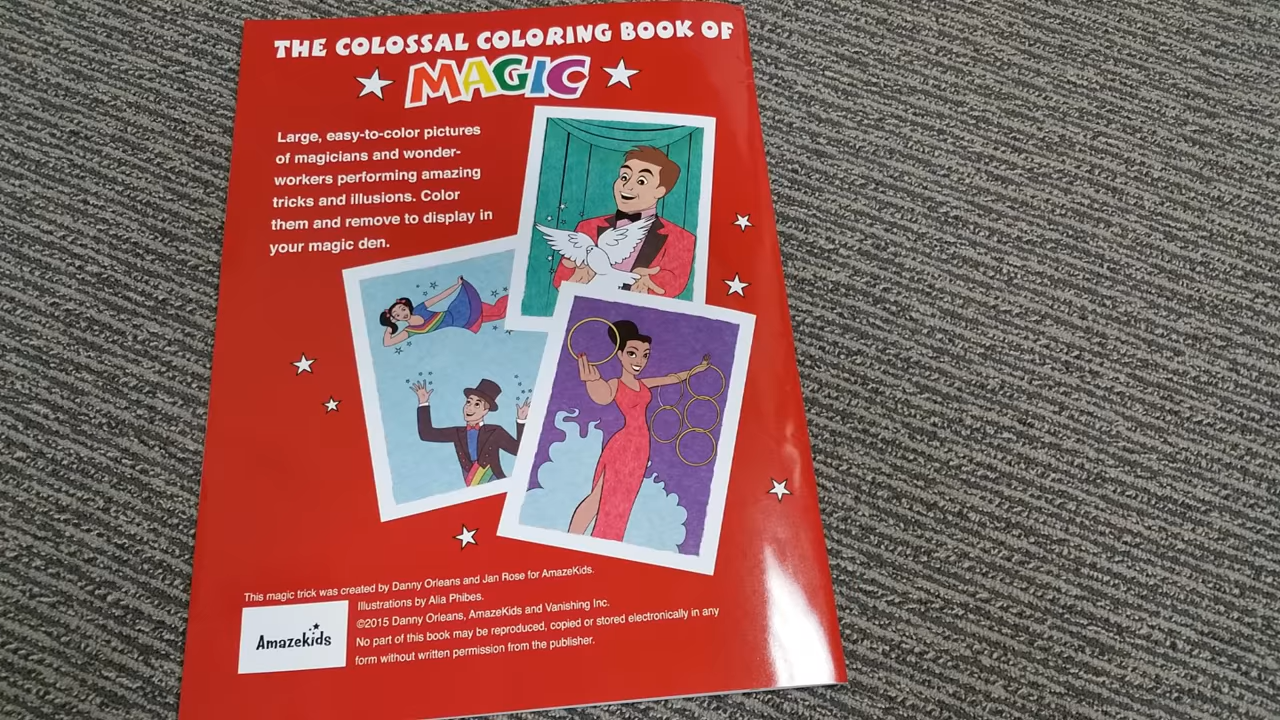 THE COLOSSAL COLORING BOOK OF
MAGIC
Large, easy-to-color pictures
of magicians and wonder-
workers performing amazing
tricks and illusions. Color
them and remove to display in
your magic den.
This magic trick was created by Danny Orleans and Jan Rose for AmazeKids.
Illustrations by Alia Phibes.
©2015 Danny Orleans, AmazeKids and Vanishing Inc.
No part of this book may be reproduced, copied or stored electronically in any
form without written permission from the publisher.
Amazekids